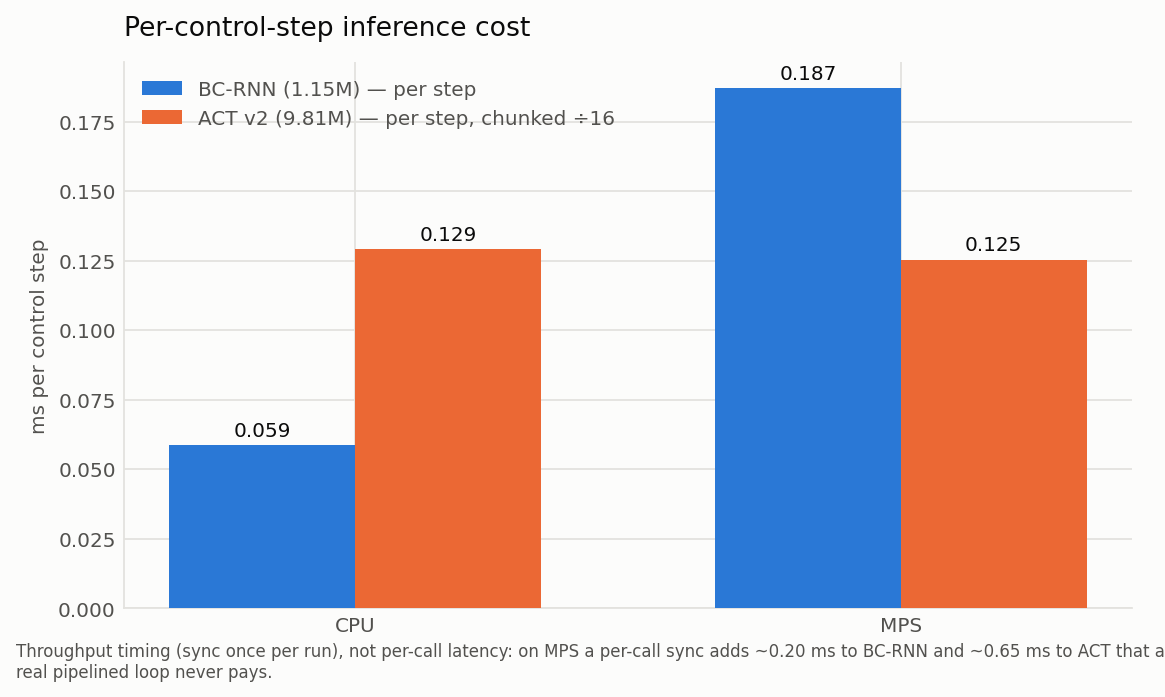 Per-control-step inference cost
BC-RNN (1.15M) — per step
ACT v2 (9.81M) — per step, chunked ÷16
0.187
0.175
0.150
0.129
0.125
0.125
0.100
0.075
0.059
0.050
0.025
0.000
ms per control step
CPU
MPS
Throughput timing (sync once per run), not per-call latency: on MPS a per-call sync adds ~0.20 ms to BC-RNN and ~0.65 ms to ACT that a
real pipelined loop never pays.